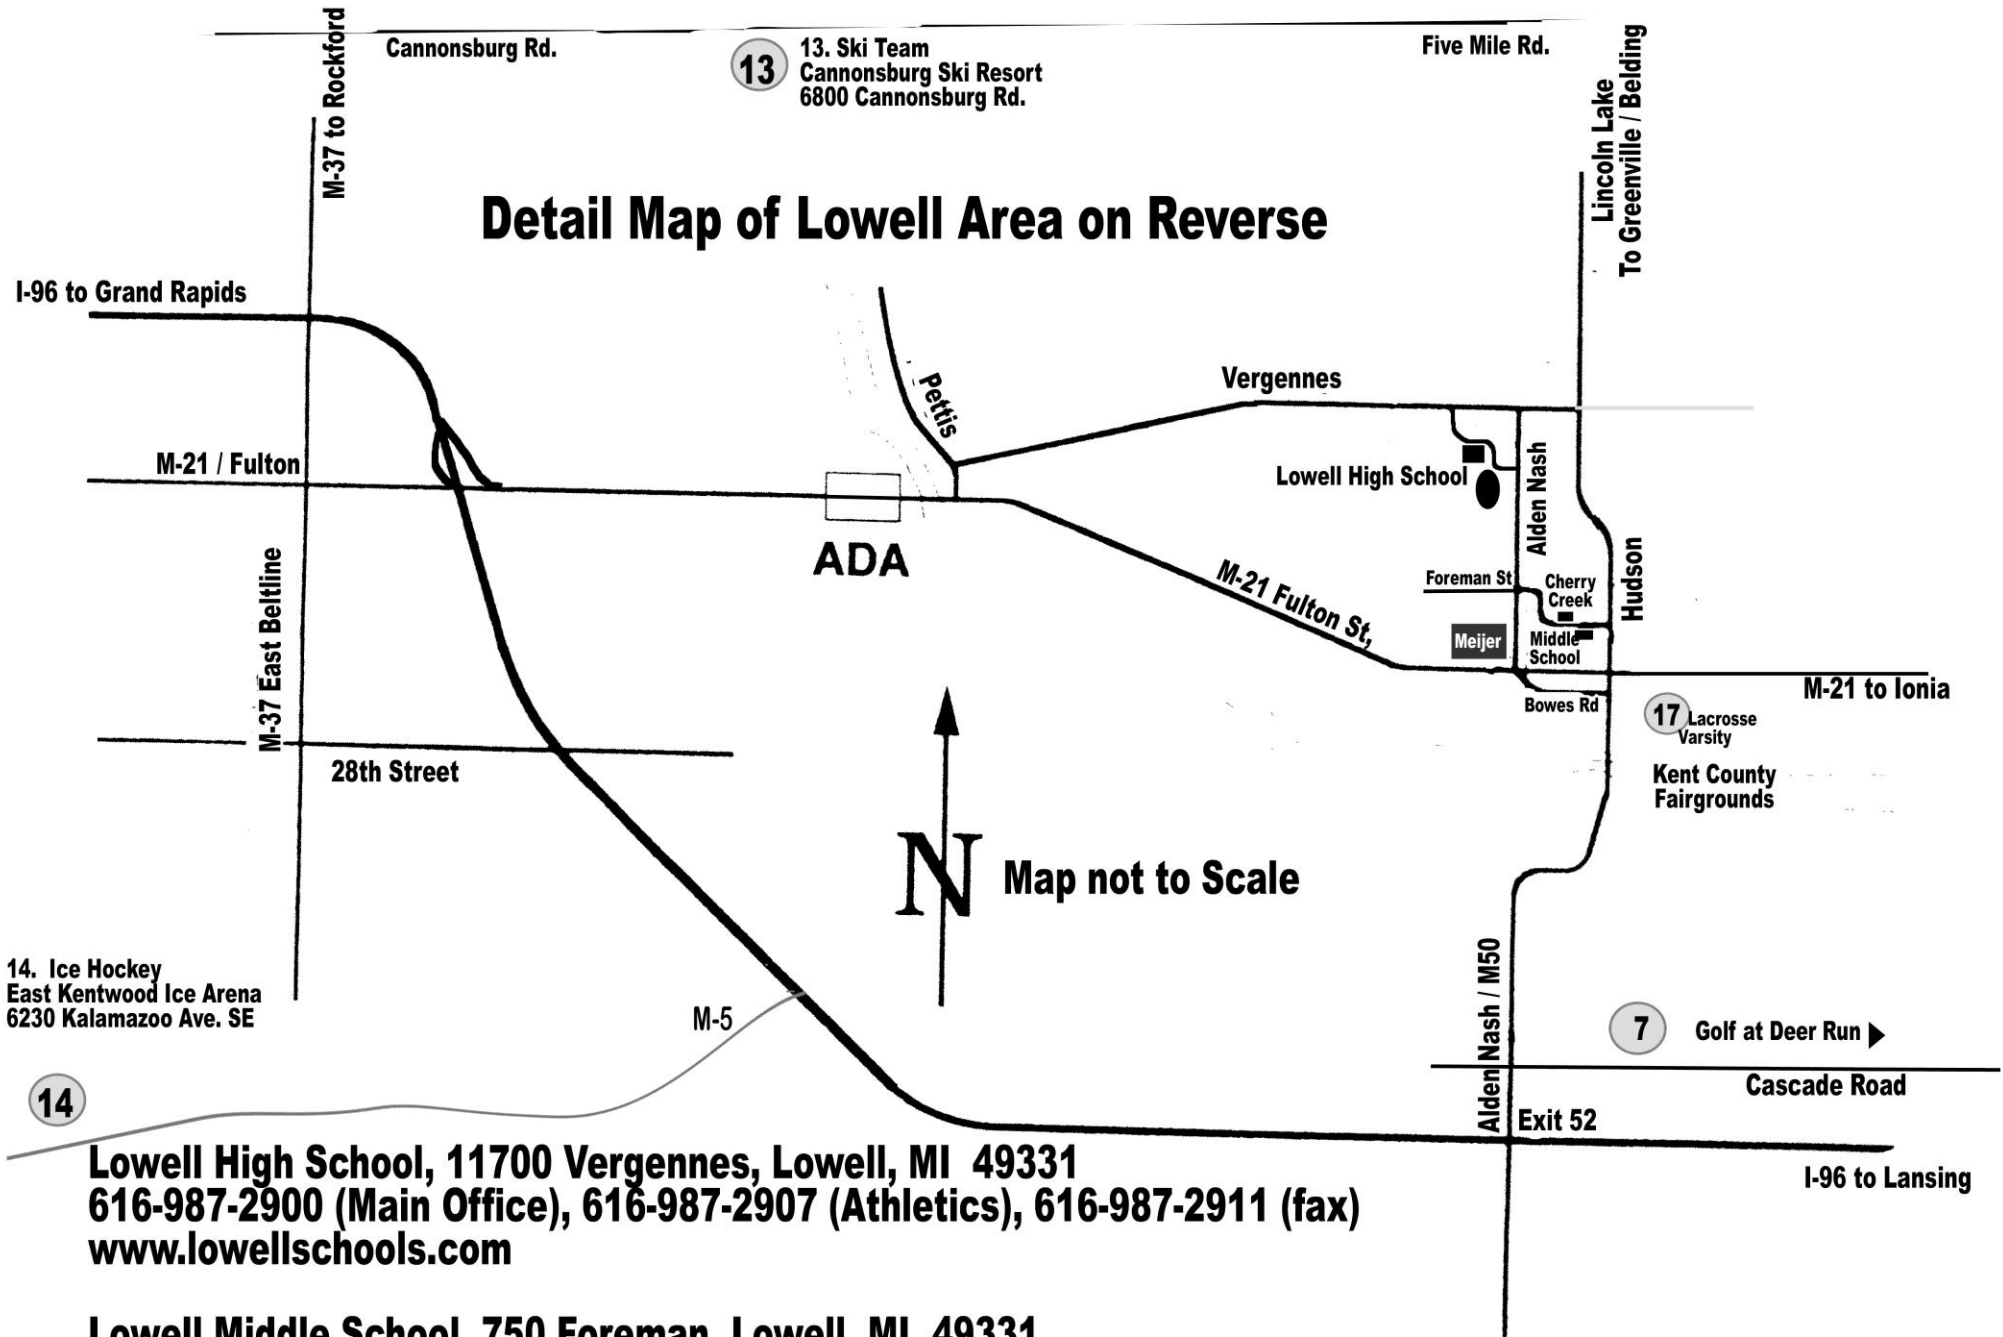 Cannonsburg Rd.
13
13. Ski Team
Cannonsburg Ski Resort
6800 Cannonsburg Rd.
Five Mile Rd.
M-37 to Rockford
Lincoln Lake
To Greenville / Belding
Detail Map of Lowell Area on Reverse
I-96 to Grand Rapids
Pettis
Vergennes
M-21 / Fulton
Lowell High School
Alden Nash
ADA
M-21 Fulton St,
Foreman St
Cherry
Creek
Hudson
Meijer
Middle
School
M-37 East Beltline
M-21 to Ionia
Bowes Rd
17
Lacrosse
Varsity
28th Street
Kent County
Fairgrounds
N
Map not to Scale
14. Ice Hockey
East Kentwood Ice Arena
6230 Kalamazoo Ave. SE
M-5
Alden Nash / M50
7
Golf at Deer Run
Cascade Road
14
Exit 52
I-96 to Lansing
Lowell High School, 11700 Vergennes, Lowell, MI 49331
616-987-2900 (Main Office), 616-987-2907 (Athletics), 616-987-2911 (fax)
www.lowellschools.com
Lowell Middle School, 750 Foreman, Lowell, MI 49331